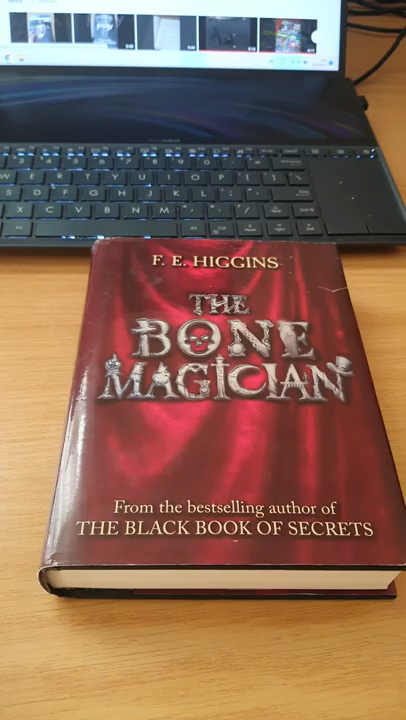 F. E. HIGGINS
THE
BONE
MAGICIAN
From the bestselling author of
THE BLACK BOOK OF SECRETS